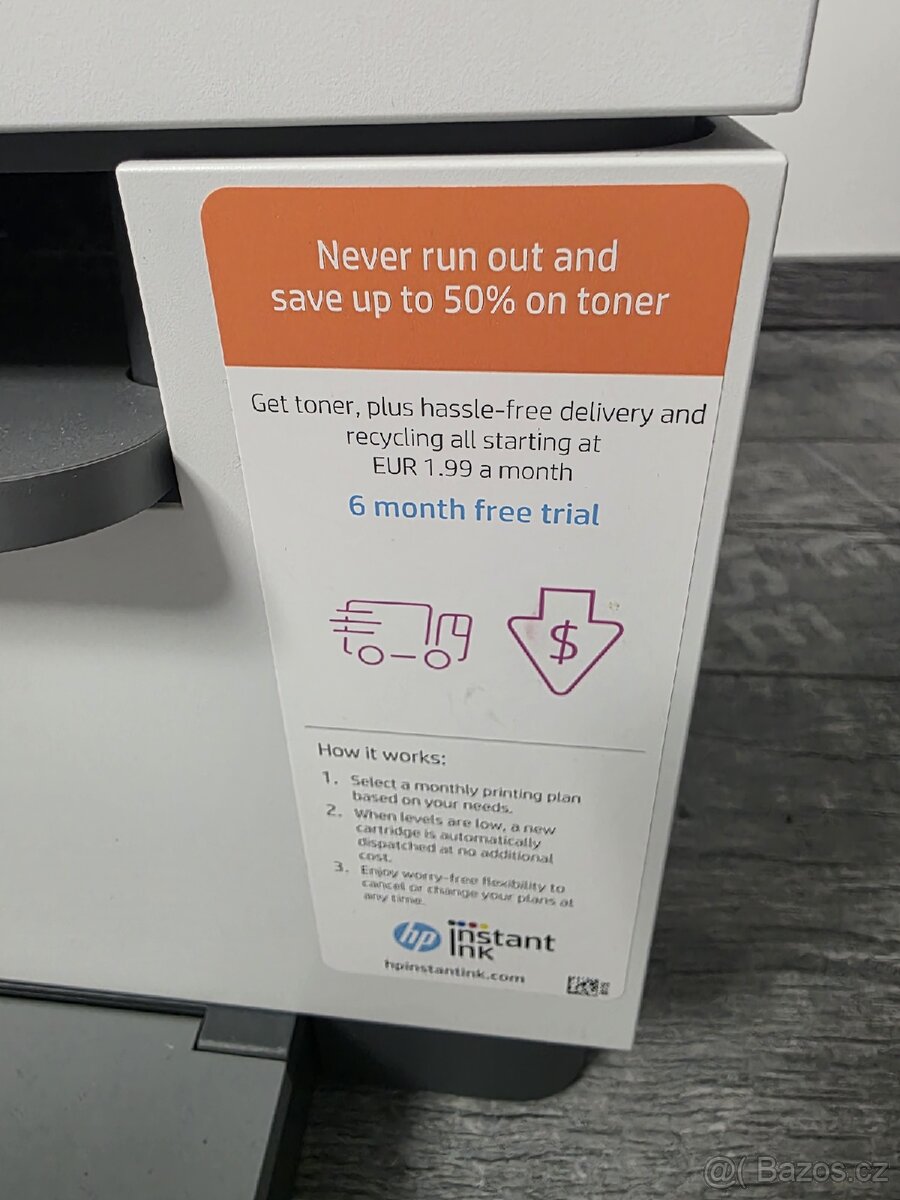 Never run out and
save up to 50% on toner
Get toner, plus hassle-free delivery and
recycling all starting at
EUR 1.99 a month
6 month free trial
$
How it works:
1. Select a monthly printing plan
based on your needs.
2. When levels are low, a new
cartridge is automatically
dispatched at no additional
cost.
3. Enjoy worry-free flexibility to
cancel or change your plans at
any time.
hp instant
ink
hpinstantink.com
@( Bazos.cz